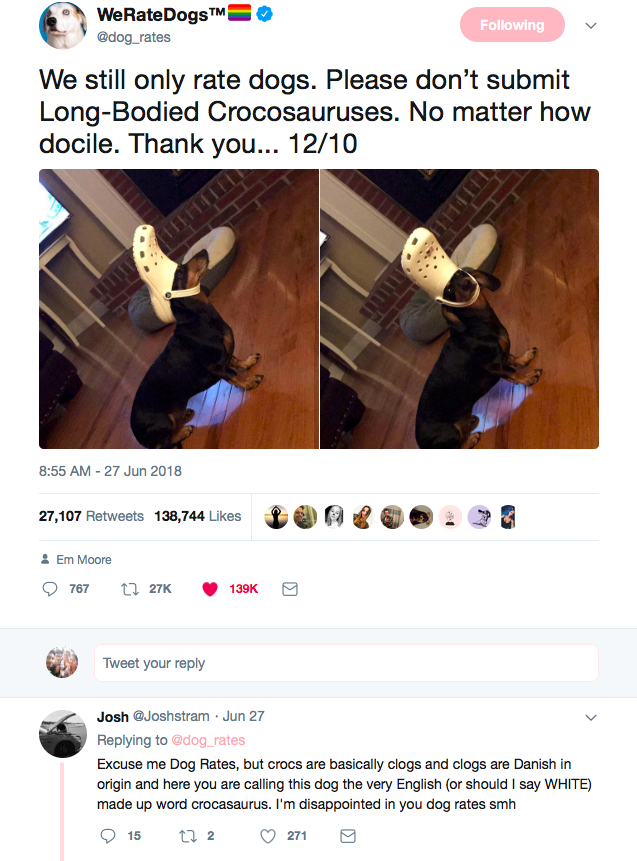 WeRateDogs™🏳️‍🌈
@dog_rates
Following
We still only rate dogs. Please don’t submit
Long-Bodied Crocosauruses. No matter how
docile. Thank you... 12/10
8:55 AM - 27 Jun 2018
27,107 Retweets 138,744 Likes
Em Moore
767 27K 139K
Tweet your reply
Josh @Joshstram · Jun 27
Replying to @dog_rates
Excuse me Dog Rates, but crocs are basically clogs and clogs are Danish in
origin and here you are calling this dog the very English (or should I say WHITE)
made up word crocasaurus. I'm disappointed in you dog rates smh
15 2 271